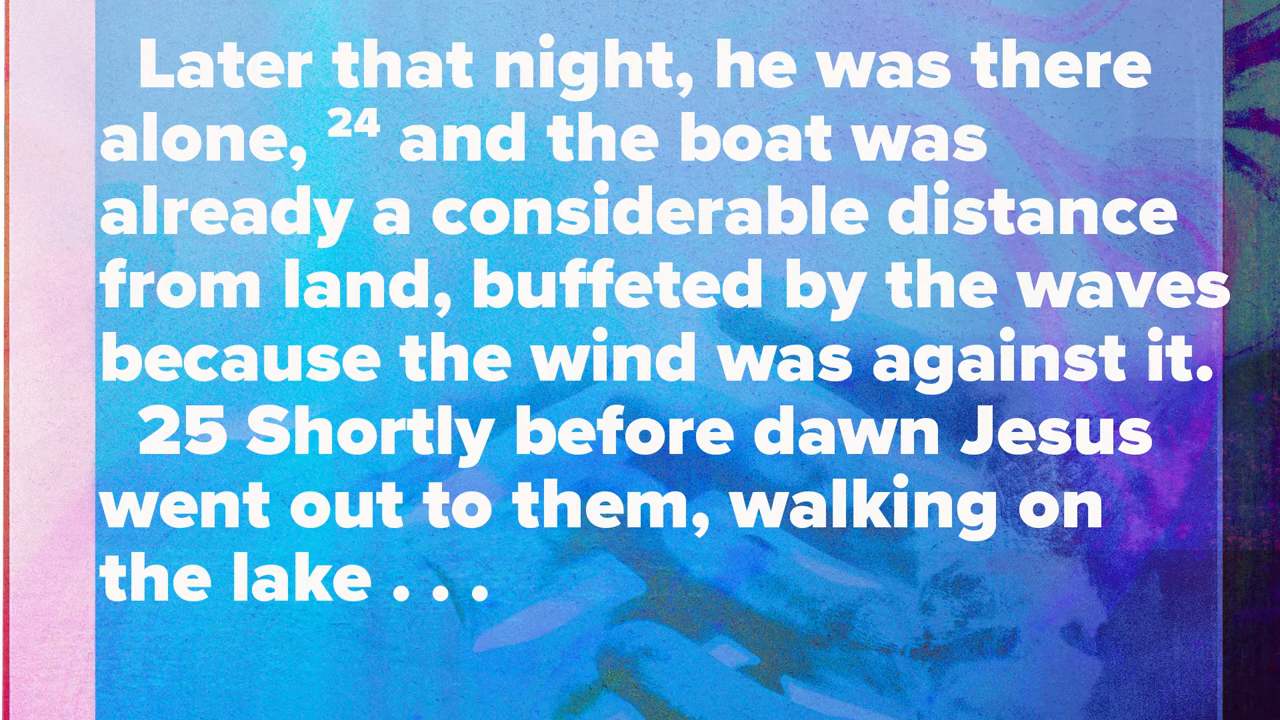 Later that night, he was there
alone, ²⁴ and the boat was
already a considerable distance
from land, buffeted by the waves
because the wind was against it.
25 Shortly before dawn Jesus
went out to them, walking on
the lake . . .